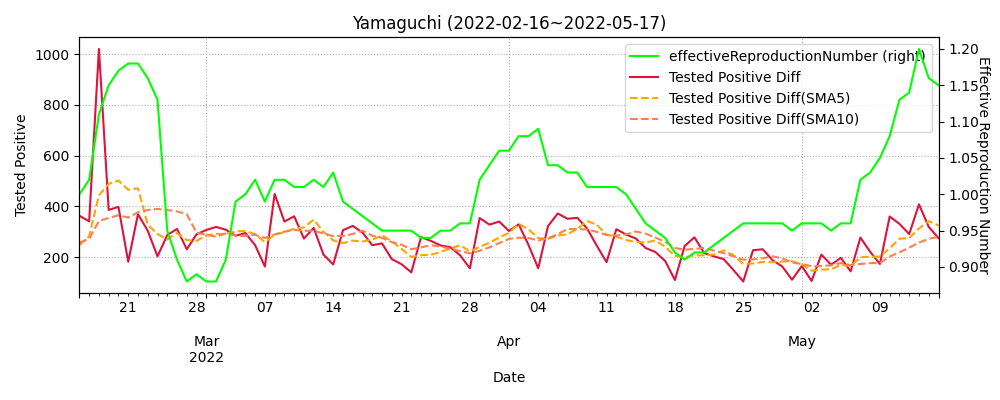 Yamaguchi (2022-02-16~2022-05-17)
Tested Positive
1000
800
600
400
200
effectiveReproductionNumber (right)
Tested Positive Diff
Tested Positive Diff(SMA5)
Tested Positive Diff(SMA10)
1.20
1.15
1.10
1.05
1.00
0.95
0.90
Effective Reproduction Number
21 28 07 14 21 28 04 11 18 25 02 09
Mar Apr May
2022
Date